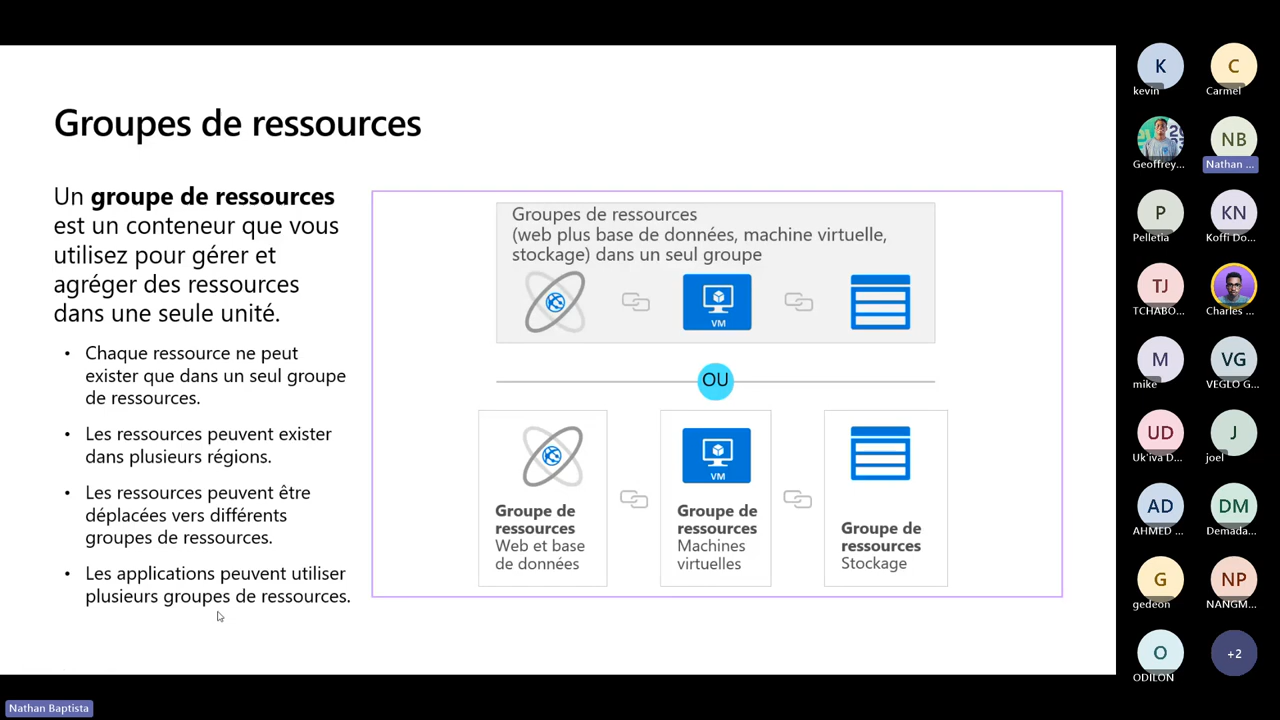 Groupes de ressources
Un groupe de ressources
est un conteneur que vous
utilisez pour gérer et
agréger des ressources
dans une seule unité.
• Chaque ressource ne peut
exister que dans un seul groupe
de ressources.
• Les ressources peuvent exister
dans plusieurs régions.
• Les ressources peuvent être
déplacées vers différents
groupes de ressources.
• Les applications peuvent utiliser
plusieurs groupes de ressources.
Groupes de ressources
(web plus base de données, machine virtuelle,
stockage) dans un seul groupe
VM
OU
VM
Groupe de
ressources
Web et base
de données
Groupe de
ressources
Machines
virtuelles
Groupe de
ressources
Stockage
K
kevin
C
Carmel
Geoffrey...
NB
Nathan ...
P
Pelletia
KN
Koffi Do...
TJ
TCHABO...
Charles ...
M
mike
VG
VEGLO G...
UD
Uk'iva D...
J
joel
AD
AHMED ...
DM
Demada...
G
gedeon
NP
NANGM...
O
ODILON
+2
Nathan Baptista